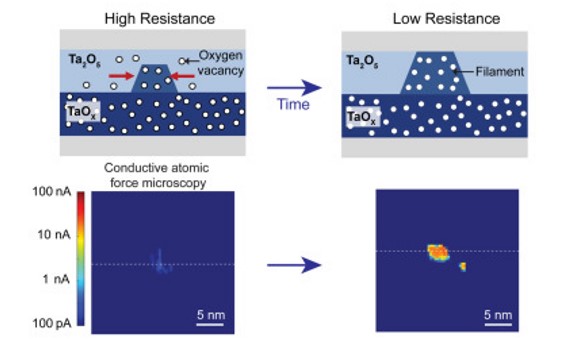 High Resistance
Low Resistance
Ta₂O₅
Oxygen
vacancy
TaOₓ
Time
Ta₂O₅
Filament
TaOₓ
Conductive atomic
force microscopy
100 nA
10 nA
1 nA
100 pA
5 nm
5 nm